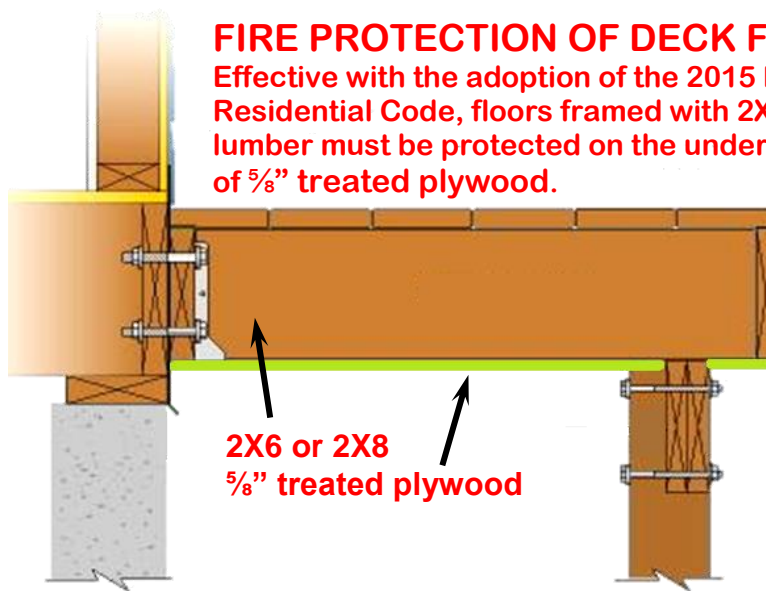 FIRE PROTECTION OF DECK F
Effective with the adoption of the 2015
Residential Code, floors framed with 2X
lumber must be protected on the under
of ⅝” treated plywood.
2X6 or 2X8
⅝” treated plywood